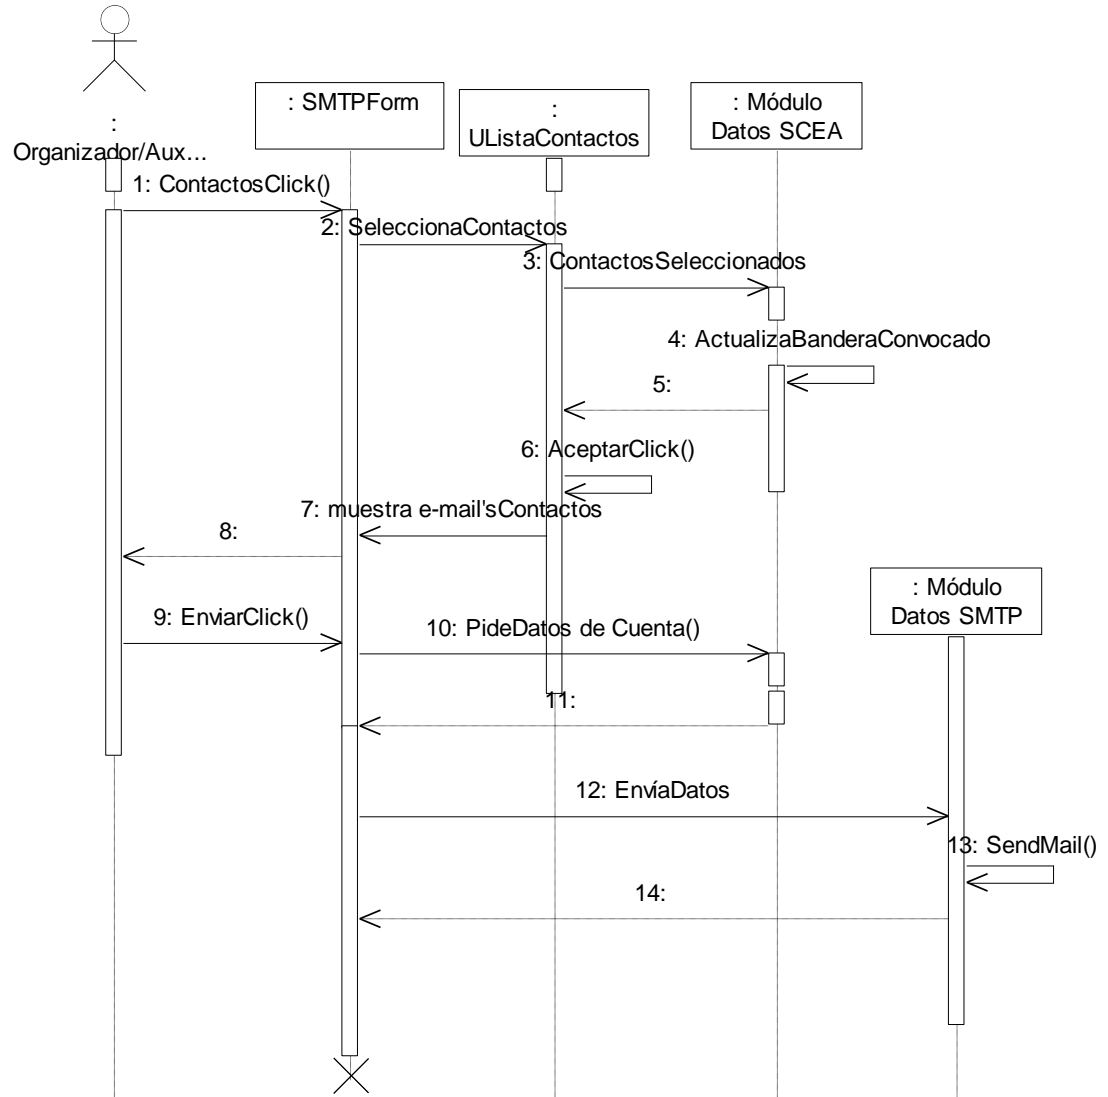 :
Organizador/Aux...
: SMTPForm
:
UListaContactos
: Módulo
Datos SCEA
1: ContactosClick()
2: SeleccionaContactos
3: ContactosSeleccionados
4: ActualizaBanderaConvocado
5:
6: AceptarClick()
7: muestra e-mail'sContactos
8:
: Módulo
Datos SMTP
9: EnviarClick()
10: PideDatos de Cuenta()
11:
12: EnvíaDatos
13: SendMail()
14: